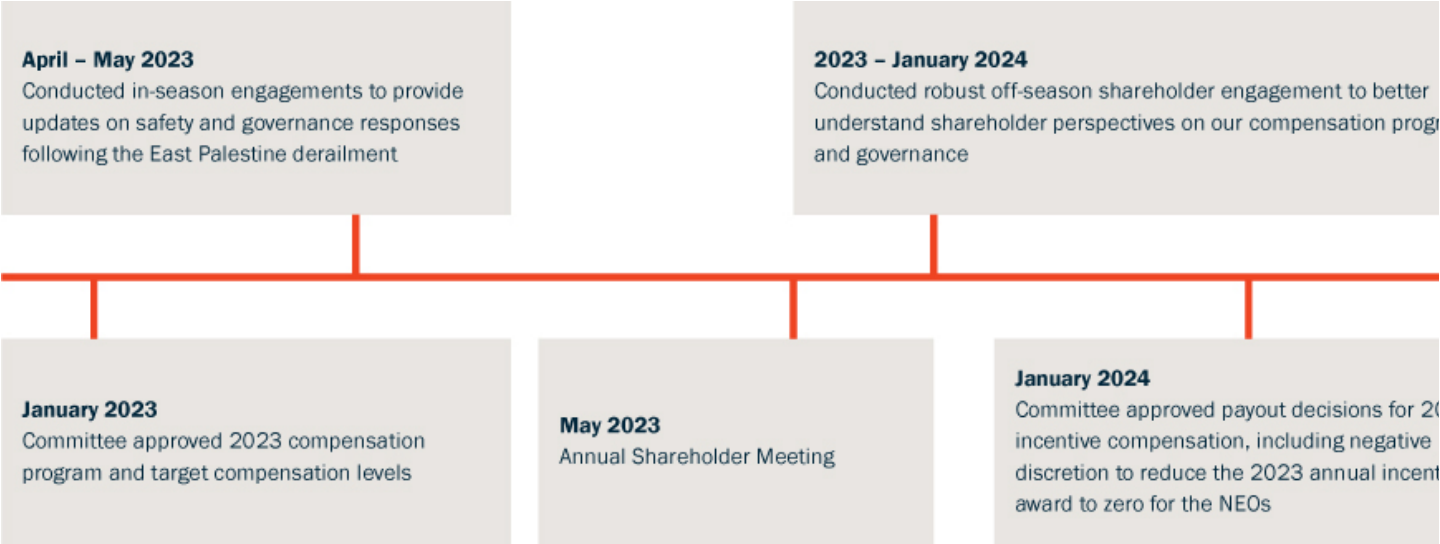 April – May 2023
Conducted in-season engagements to provide
updates on safety and governance responses
following the East Palestine derailment
2023 – January 2024
Conducted robust off-season shareholder engagement to better
understand shareholder perspectives on our compensation
and governance
January 2023
Committee approved 2023 compensation
program and target compensation levels
May 2023
Annual Shareholder Meeting
January 2024
Committee approved payout decisions for
incentive compensation, including negative
discretion to reduce the 2023 annual
award to zero for the NEOs